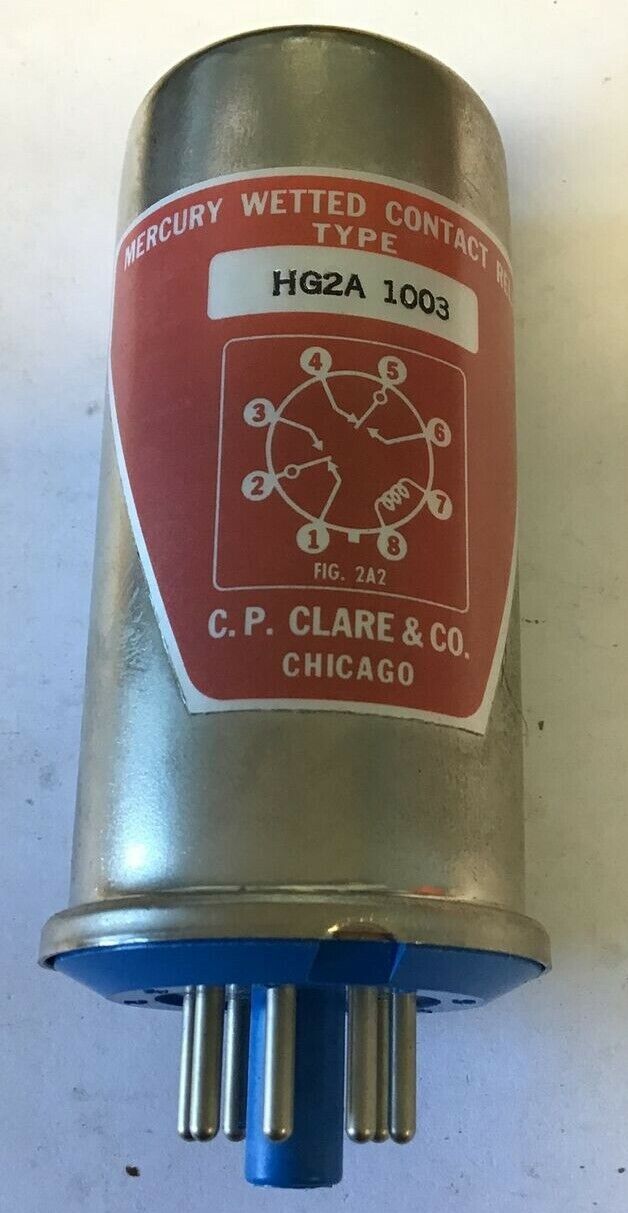 MERCURY WETTED CONTACT
TYPE
HG2A 1003
4 5
3 6
2 7
1 8
FIG. 2A2
C. P. CLARE & CO.
CHICAGO